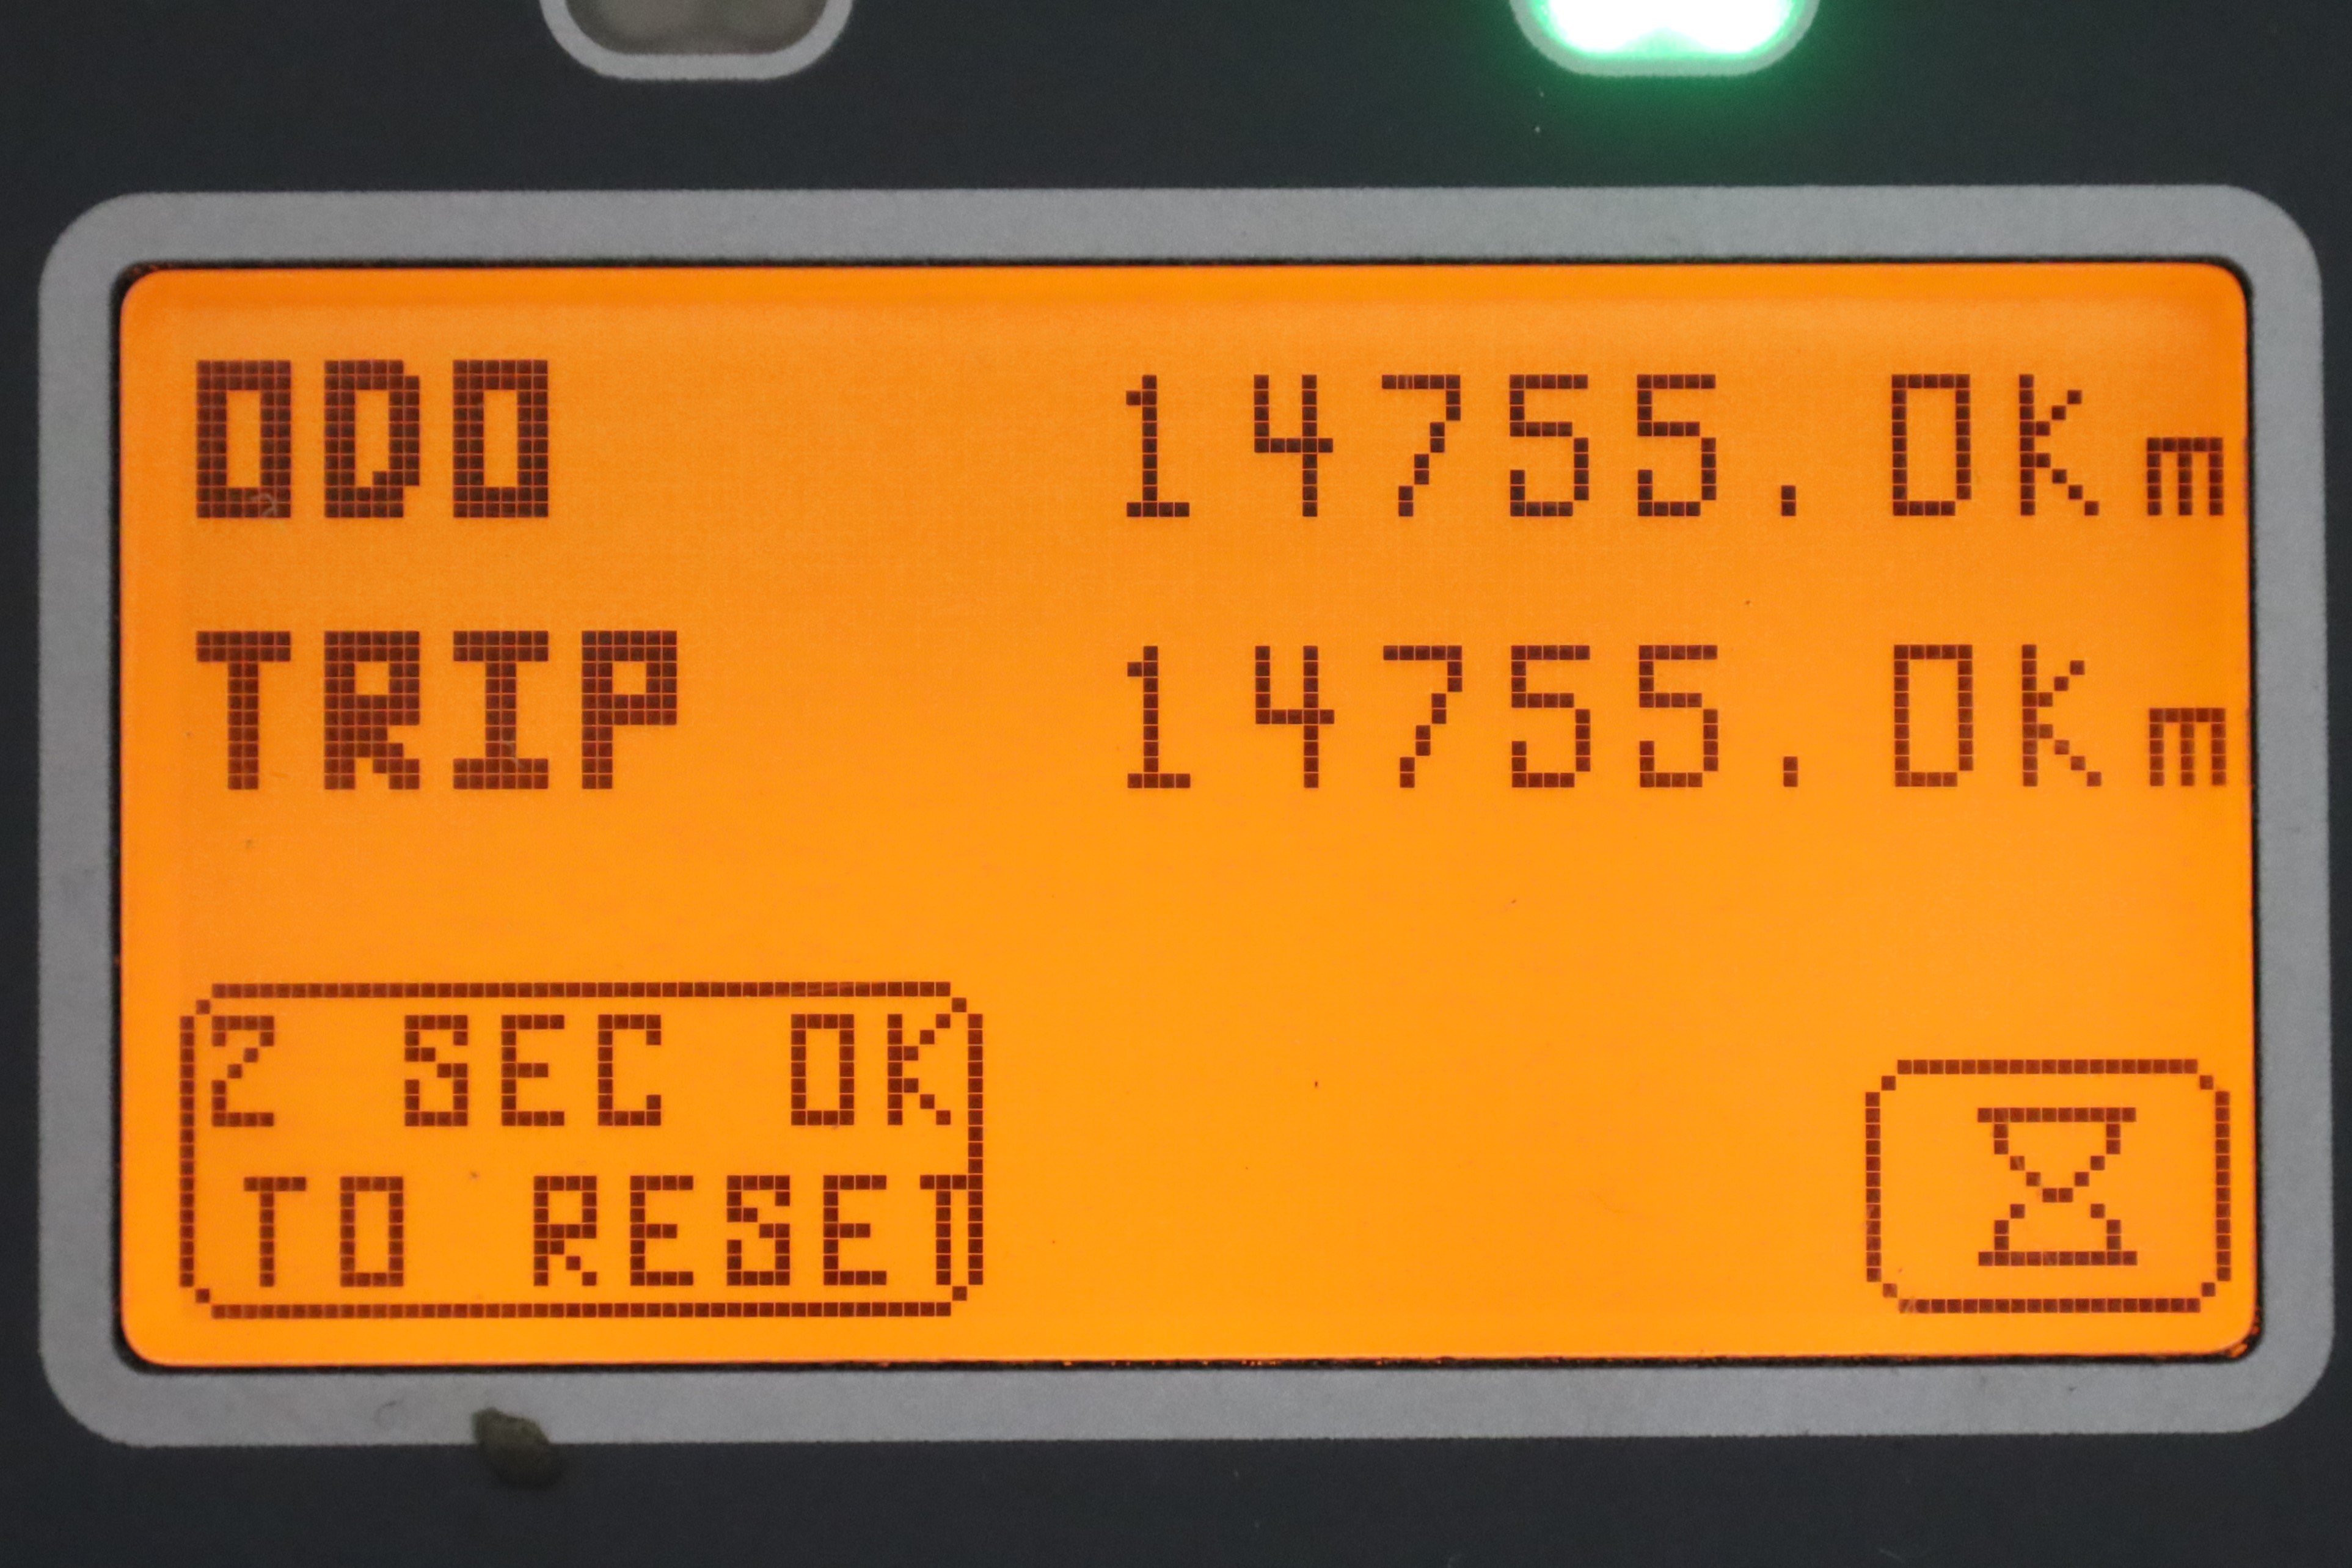 ODO 14755.0Km
TRIP 14755.0Km
2 SEC OK
TO RESET